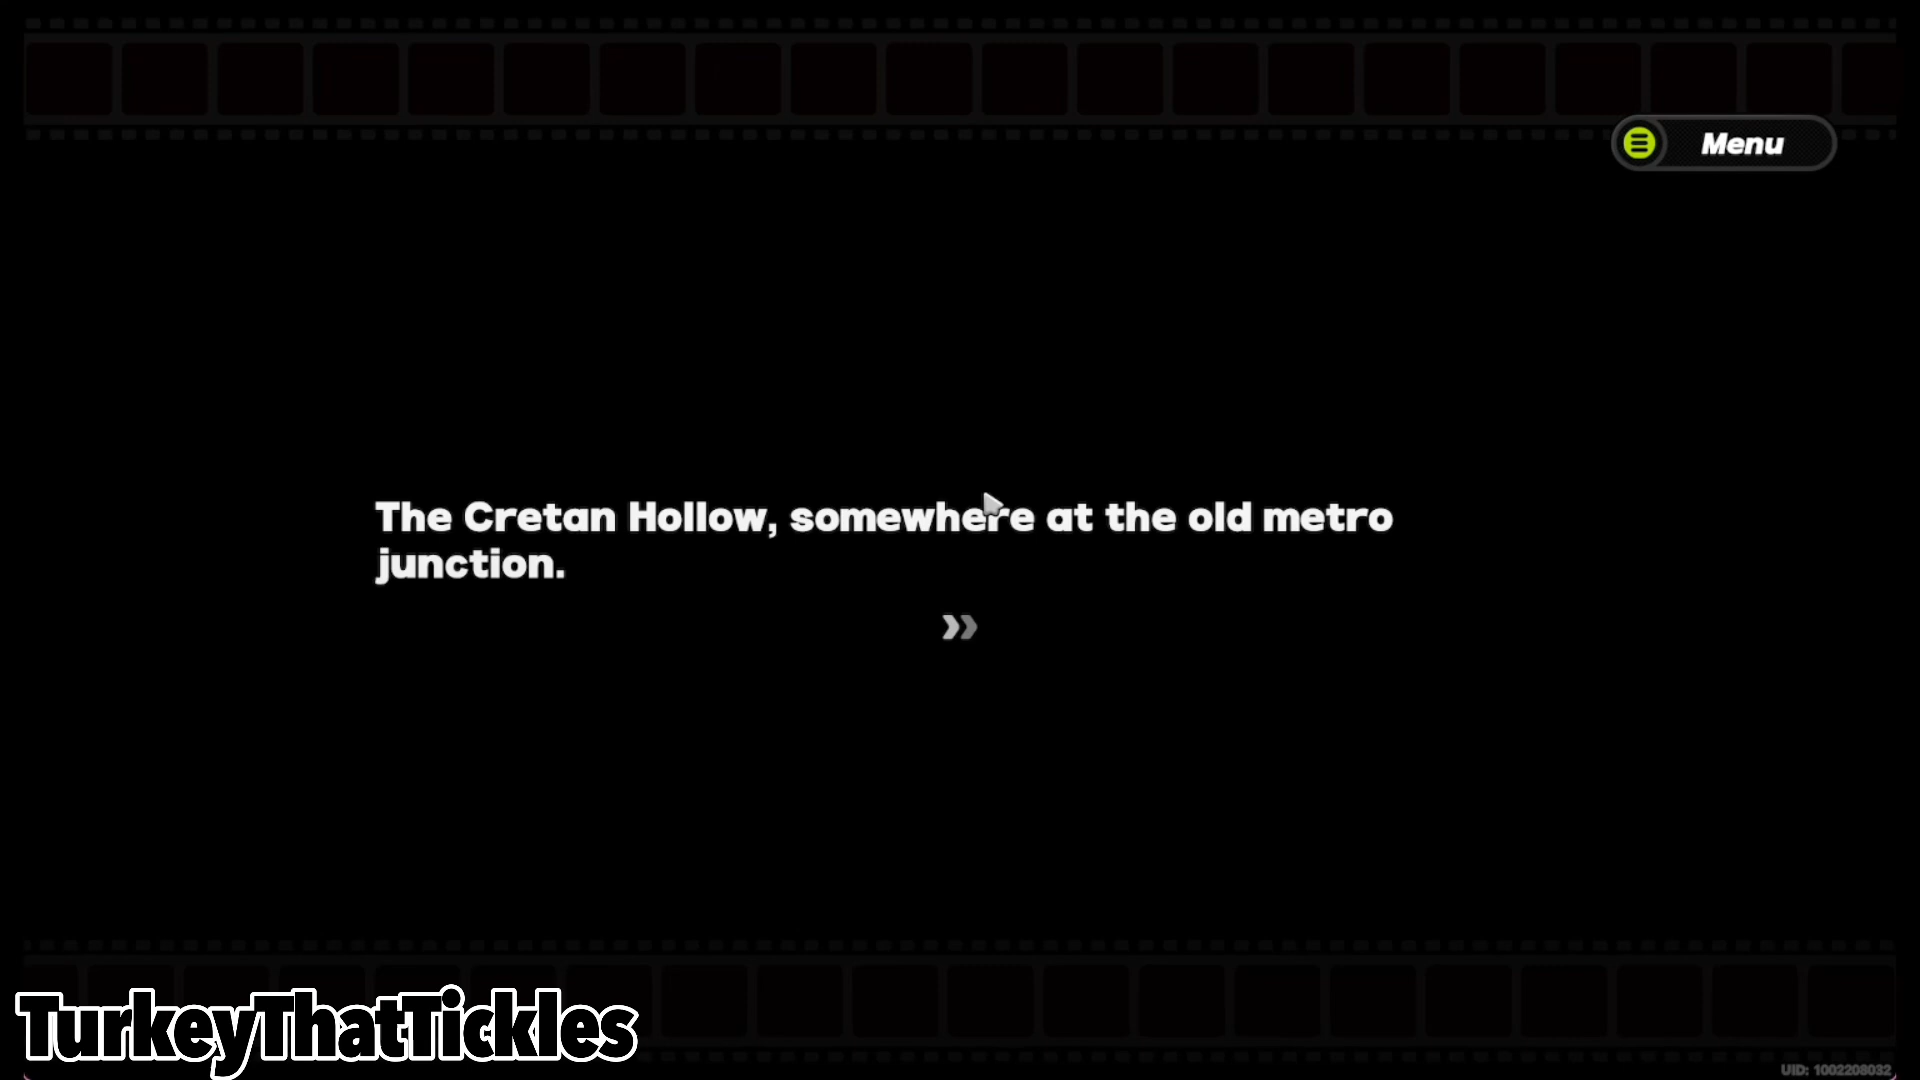 Menu
The Cretan Hollow, somewhere at the old metro
junction.
TurkeyThatTickles
UID: 1002208032